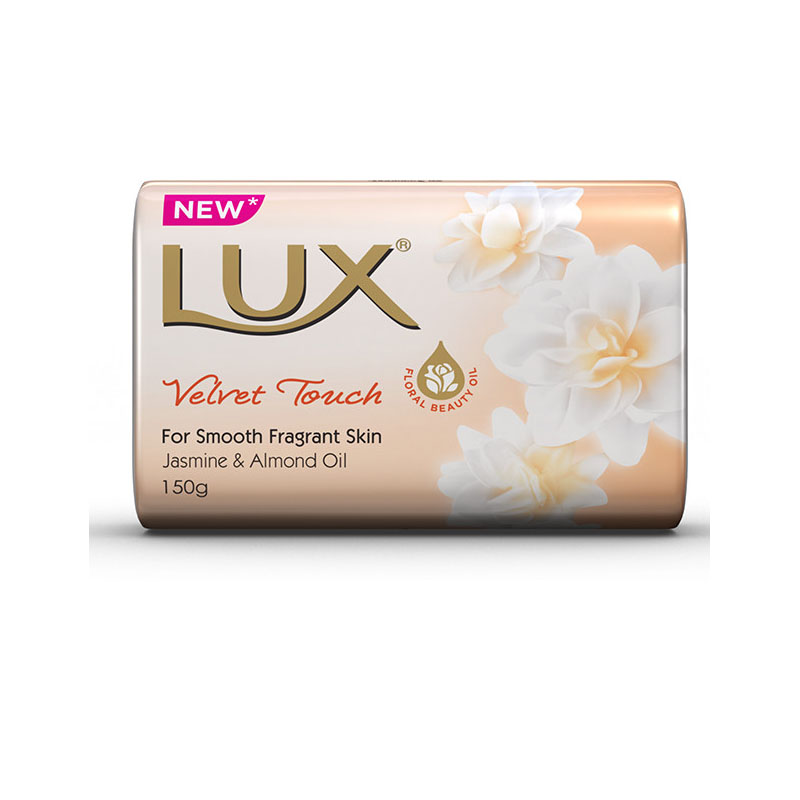 NEW*
LUX®
Velvet Touch
FLORAL BEAUTY OIL
For Smooth Fragrant Skin
Jasmine & Almond Oil
150g